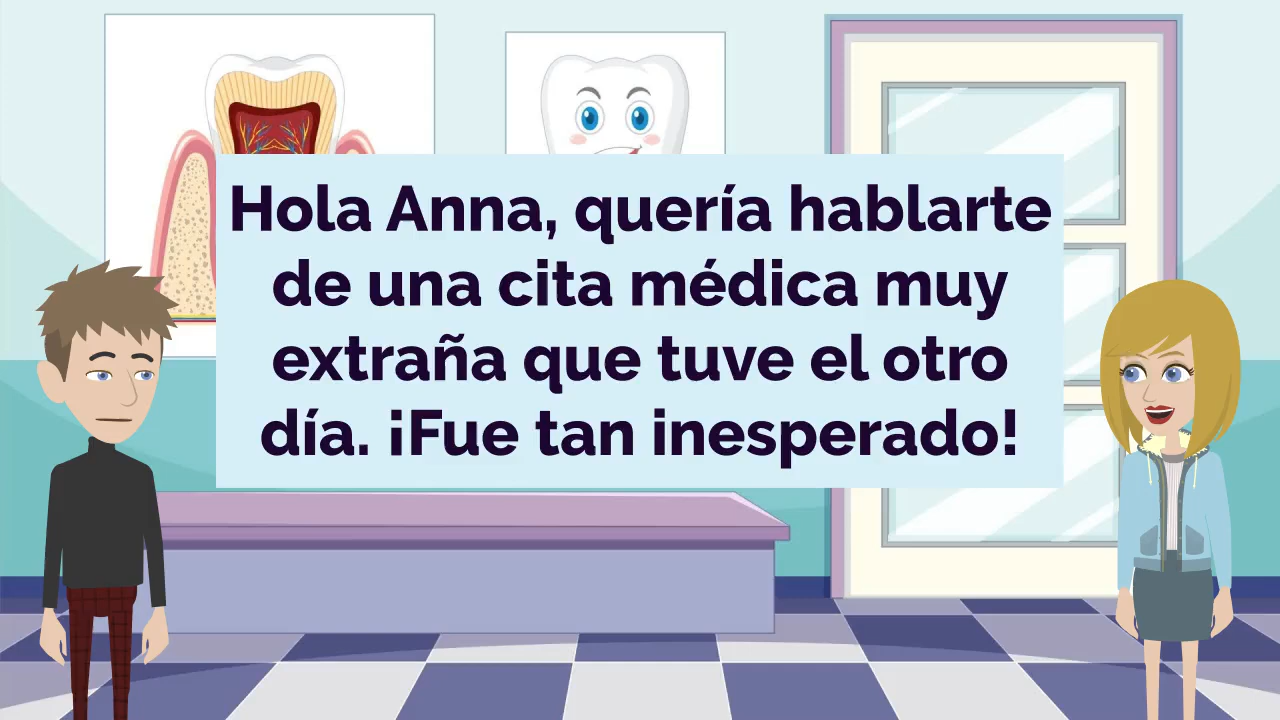 Hola Anna, quería hablarte
de una cita médica muy
extraña que tuve el otro
día. ¡Fue tan inesperado!